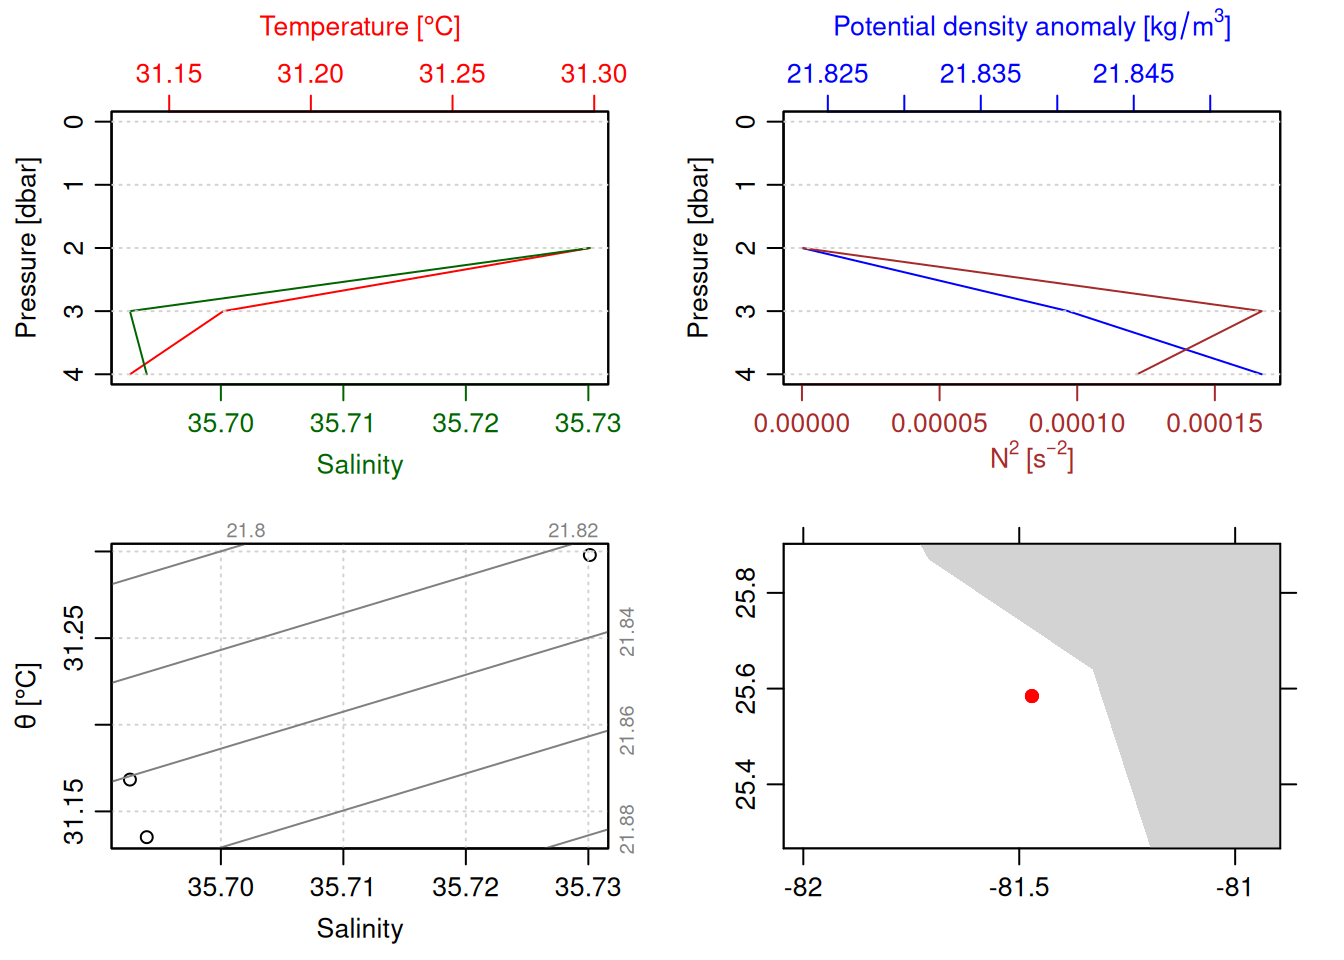 Temperature [°C]
31.15 31.20 31.25 31.30
Pressure [dbar]
0
1
2
3
4
35.70 35.71 35.72 35.73
Salinity
Potential density anomaly [kg/m³]
21.825 21.835 21.845
Pressure [dbar]
0
1
2
3
4
0.00000 0.00005 0.00010 0.00015
N² [s⁻²]
21.8 21.82
θ [°C]
31.25
31.15
21.84
21.86
21.88
35.70 35.71 35.72 35.73
Salinity
25.8
25.6
25.4
-82 -81.5 -81